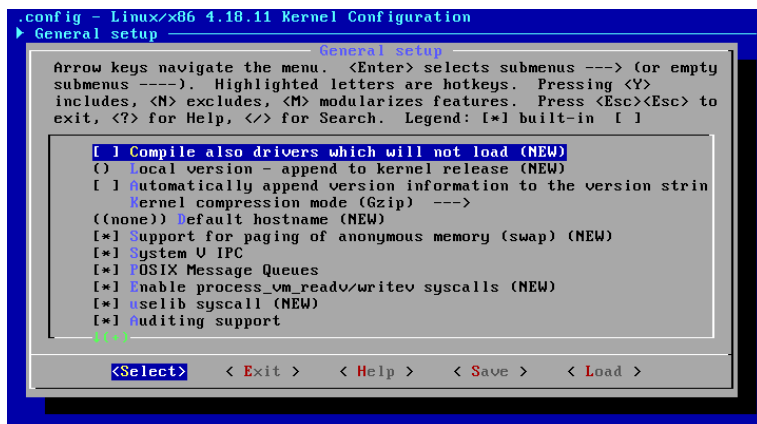 .config - Linux/x86 4.18.11 Kernel Configuration
▶ General setup
General setup
Arrow keys navigate the menu.  <Enter> selects submenus ---> (or empty
submenus ----).  Highlighted letters are hotkeys.  Pressing <Y>
includes, <N> excludes, <M> modularizes features.  Press <Esc><Esc> to
exit, <?> for Help, </> for Search.  Legend: [*] built-in  [ ]
[ ] Compile also drivers which will not load (NEW)
()  Local version - append to kernel release (NEW)
[ ] Automatically append version information to the version strin
Kernel compression mode (Gzip)  --->
((none)) Default hostname (NEW)
[*] Support for paging of anonymous memory (swap) (NEW)
[*] System V IPC
[*] POSIX Message Queues
[*] Enable process_vm_readv/writev syscalls (NEW)
[*] uselib syscall (NEW)
[*] Auditing support
<Select>    < Exit >    < Help >    < Save >    < Load >